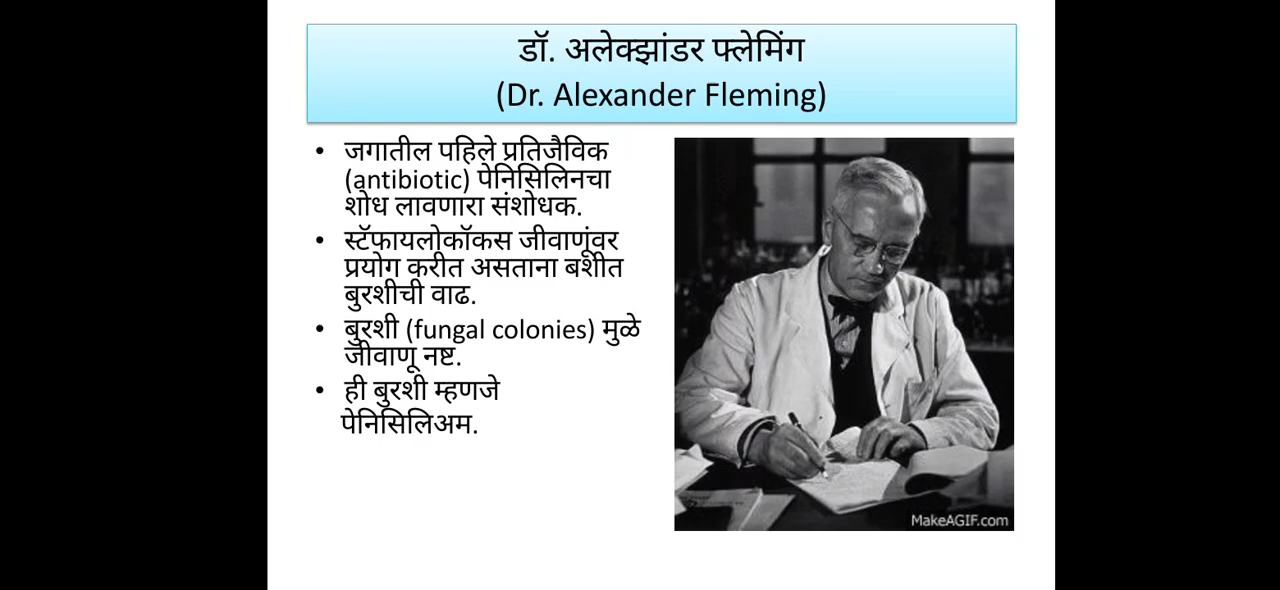 डॉ. अलेक्झांडर फ्लेमिंग
(Dr. Alexander Fleming)
• जगातील पहिले प्रतिजैविक
(antibiotic) पेनिसिलिनचा
शोध लावणारा संशोधक.
• स्टॅफायलोकॉकस जीवाणूंवर
प्रयोग करीत असताना बशीत
बुरशीची वाढ.
• बुरशी (fungal colonies) मुळे
जीवाणू नष्ट.
• ही बुरशी म्हणजे
पेनिसिलिअम.
MakeAGIF.com